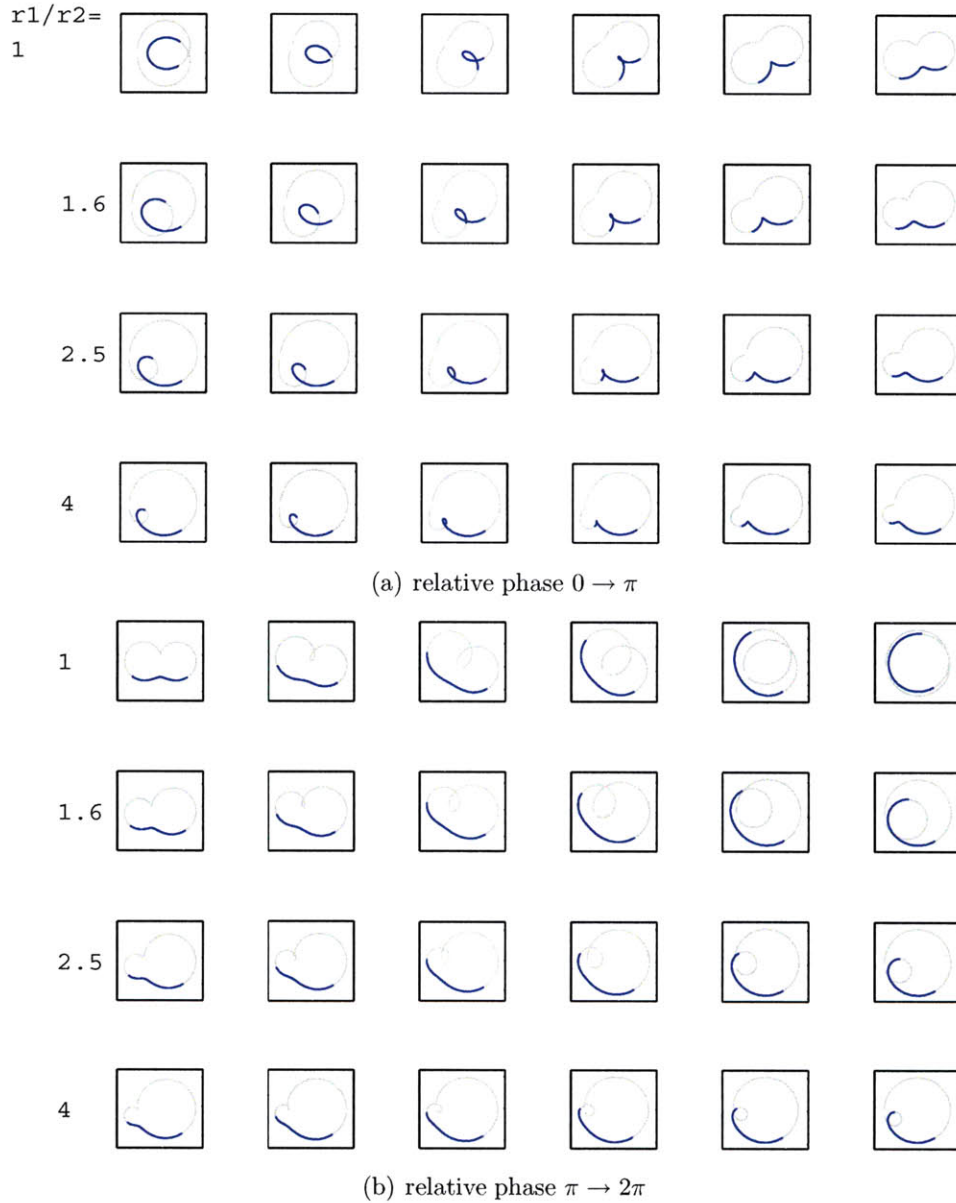 r1/r2=
1
1.6
2.5
4
(a) relative phase 0 → π
1
1.6
2.5
4
(b) relative phase π → 2π